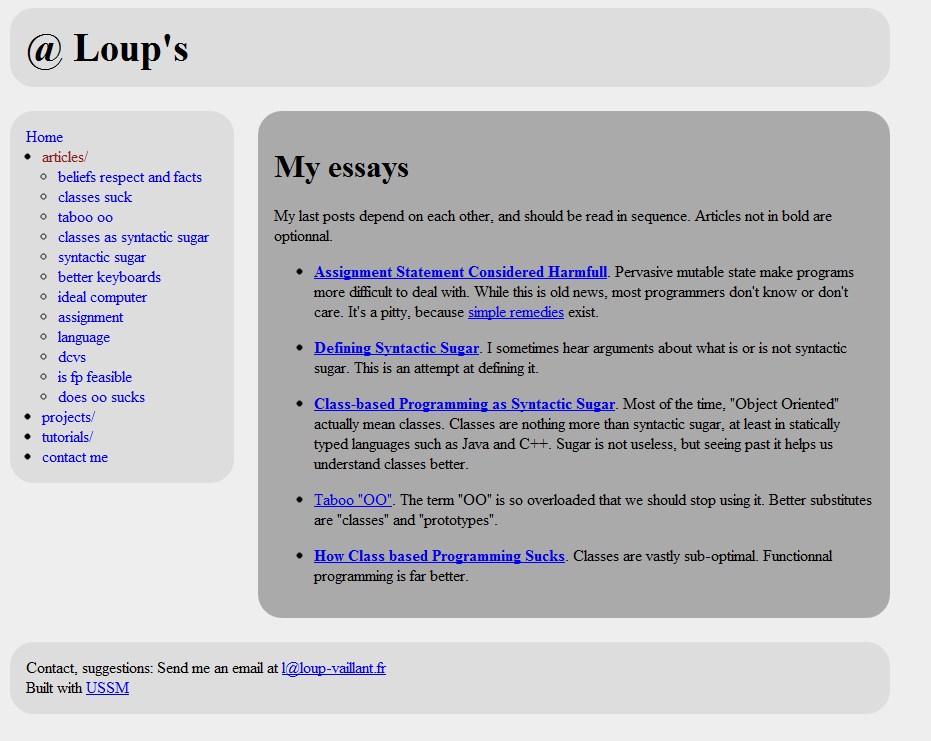 @ Loup's
Home
articles/
beliefs respect and facts
classes suck
taboo oo
classes as syntactic sugar
syntactic sugar
better keyboards
ideal computer
assignment
language
dcvs
is fp feasible
does oo sucks
projects/
tutorials/
contact me
My essays
My last posts depend on each other, and should be read in sequence. Articles not in bold are
optionnal.
Assignment Statement Considered Harmfull. Pervasive mutable state make programs
more difficult to deal with. While this is old news, most programmers don't know or don't
care. It's a pitty, because simple remedies exist.
Defining Syntactic Sugar. I sometimes hear arguments about what is or is not syntactic
sugar. This is an attempt at defining it.
Class-based Programming as Syntactic Sugar. Most of the time, "Object Oriented"
actually mean classes. Classes are nothing more than syntactic sugar, at least in statically
typed languages such as Java and C++. Sugar is not useless, but seeing past it helps us
understand classes better.
Taboo "OO". The term "OO" is so overloaded that we should stop using it. Better substitutes
are "classes" and "prototypes".
How Class based Programming Sucks. Classes are vastly sub-optimal. Functionnal
programming is far better.
Contact, suggestions: Send me an email at l@loup-vaillant.fr
Built with USSM